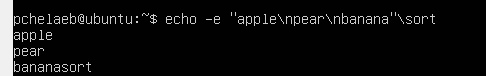 pchelaeb@ubuntu:~$ echo -e "apple\npear\nbanana"\sort
apple
pear
bananasort